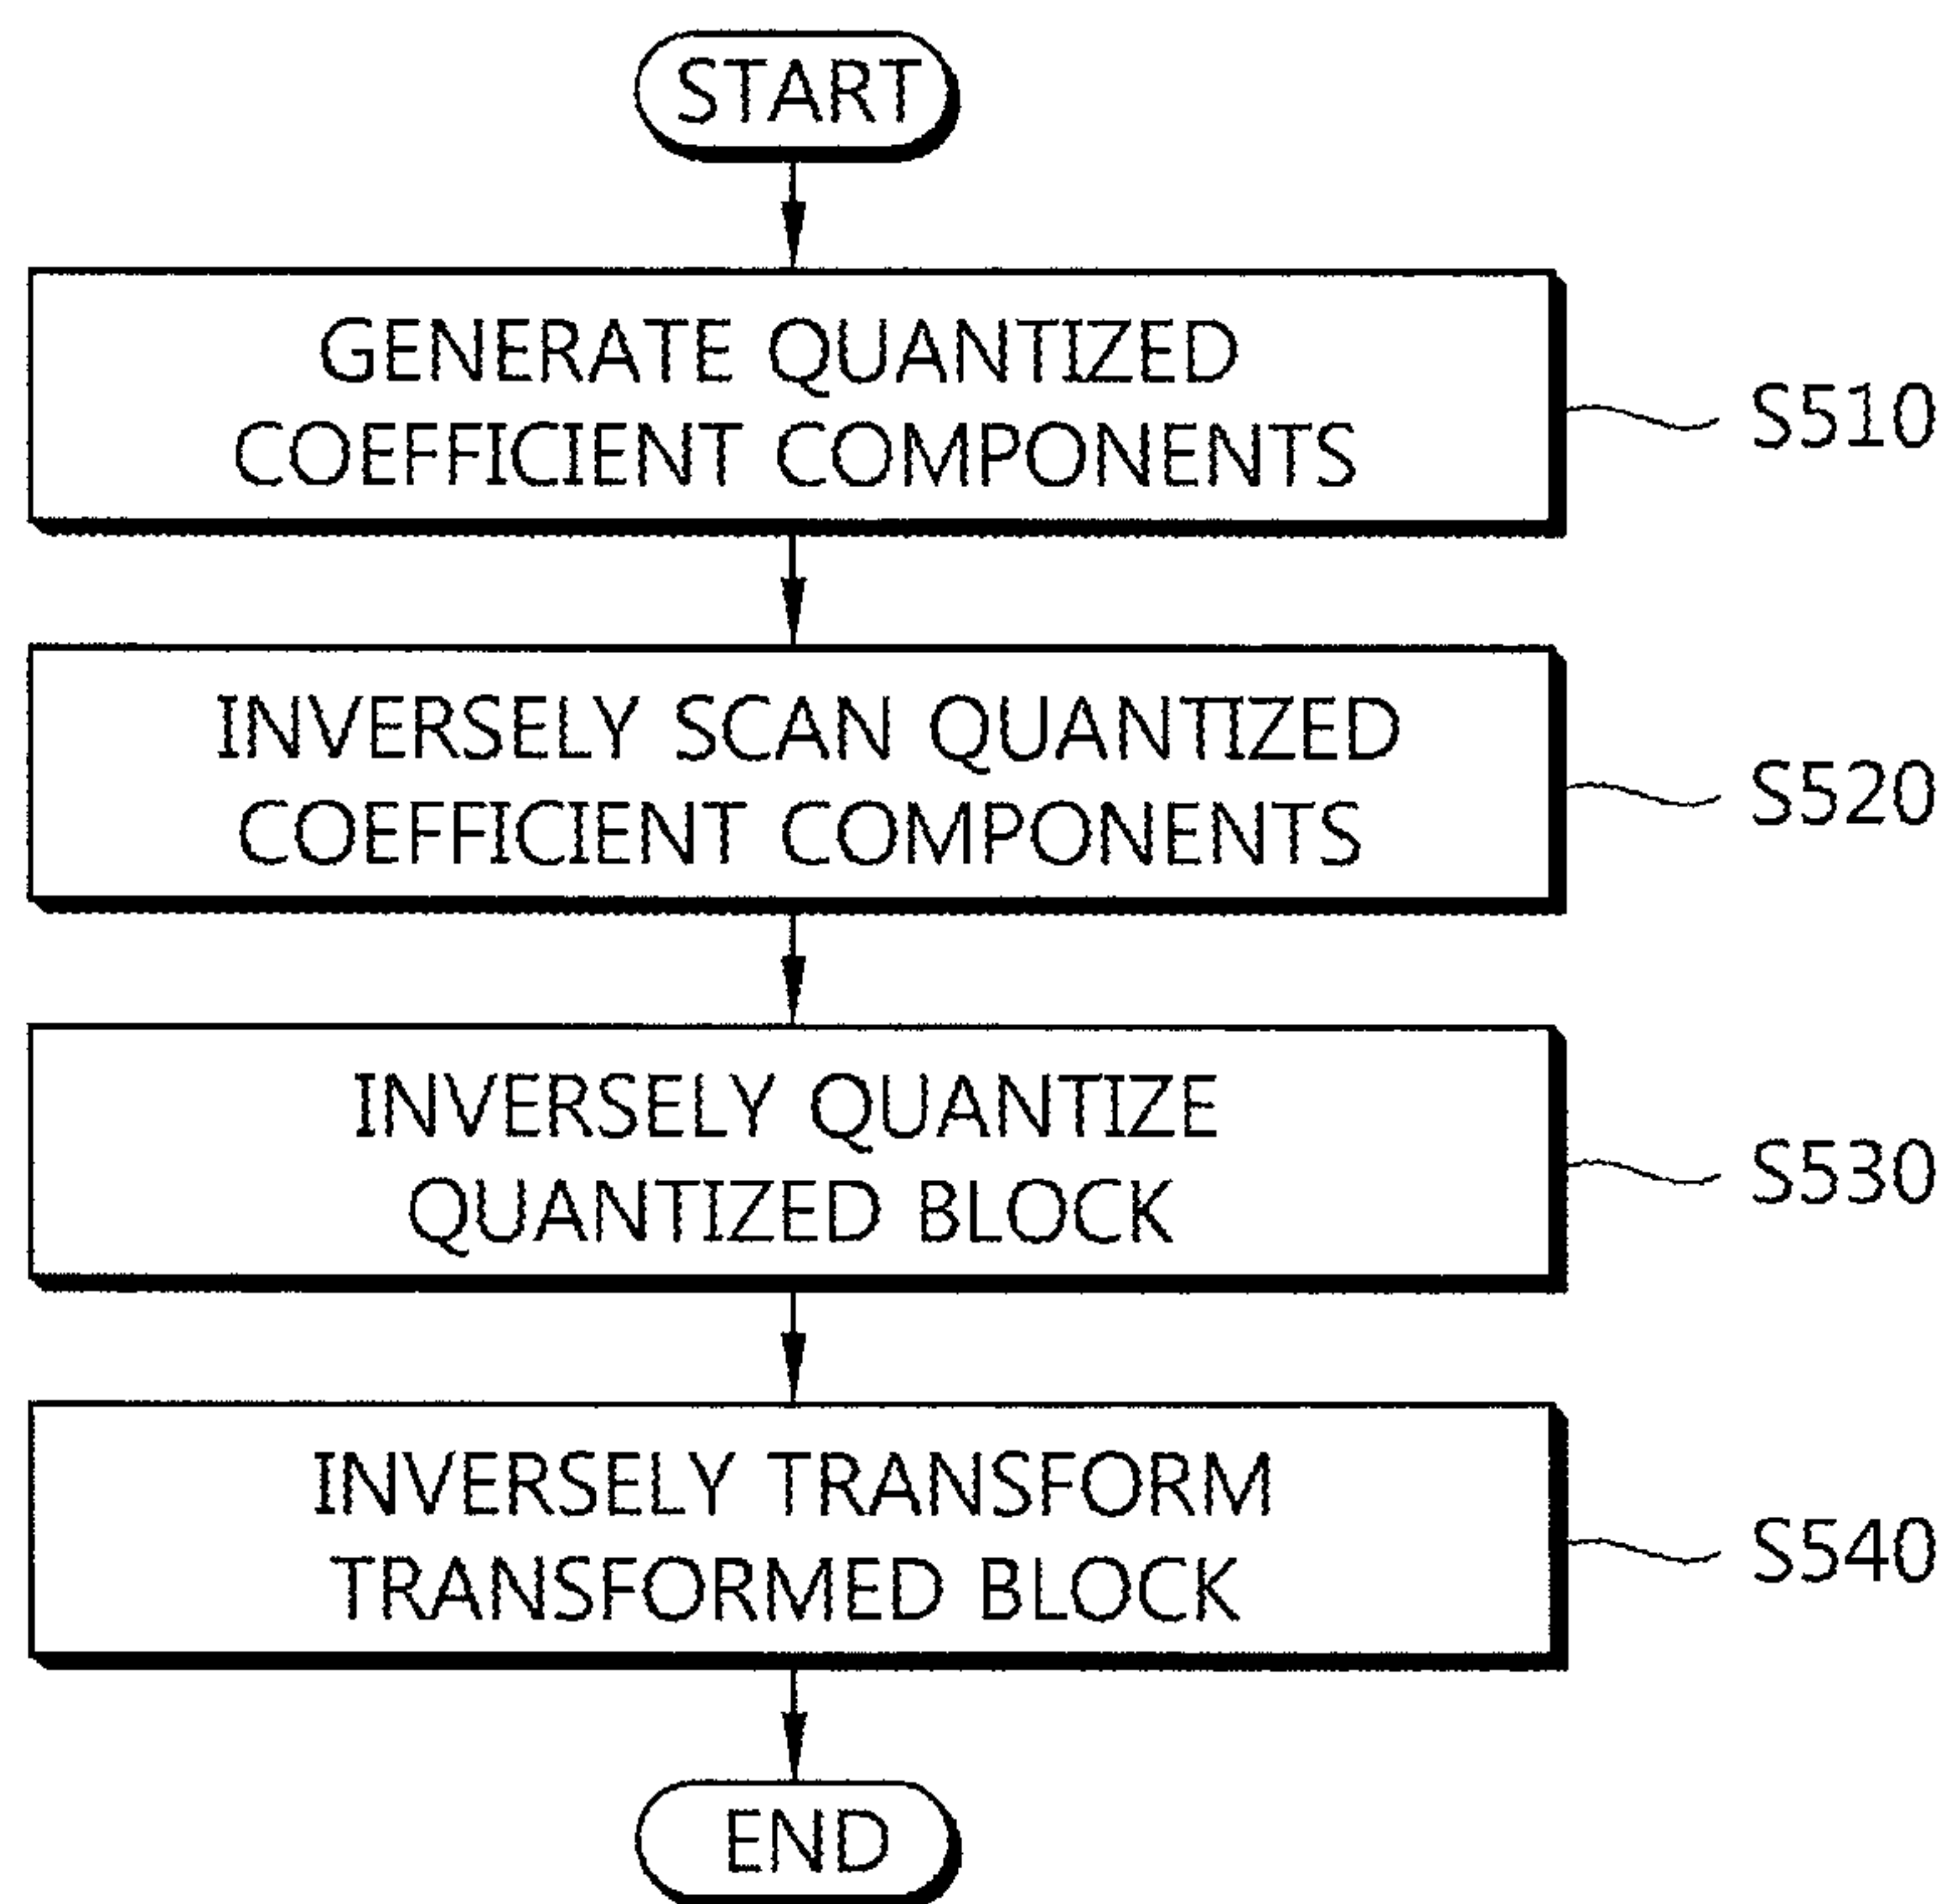 START
GENERATE QUANTIZED
COEFFICIENT COMPONENTS
S510
INVERSELY SCAN QUANTIZED
COEFFICIENT COMPONENTS
S520
INVERSELY QUANTIZE
QUANTIZED BLOCK
S530
INVERSELY TRANSFORM
TRANSFORMED BLOCK
S540
END